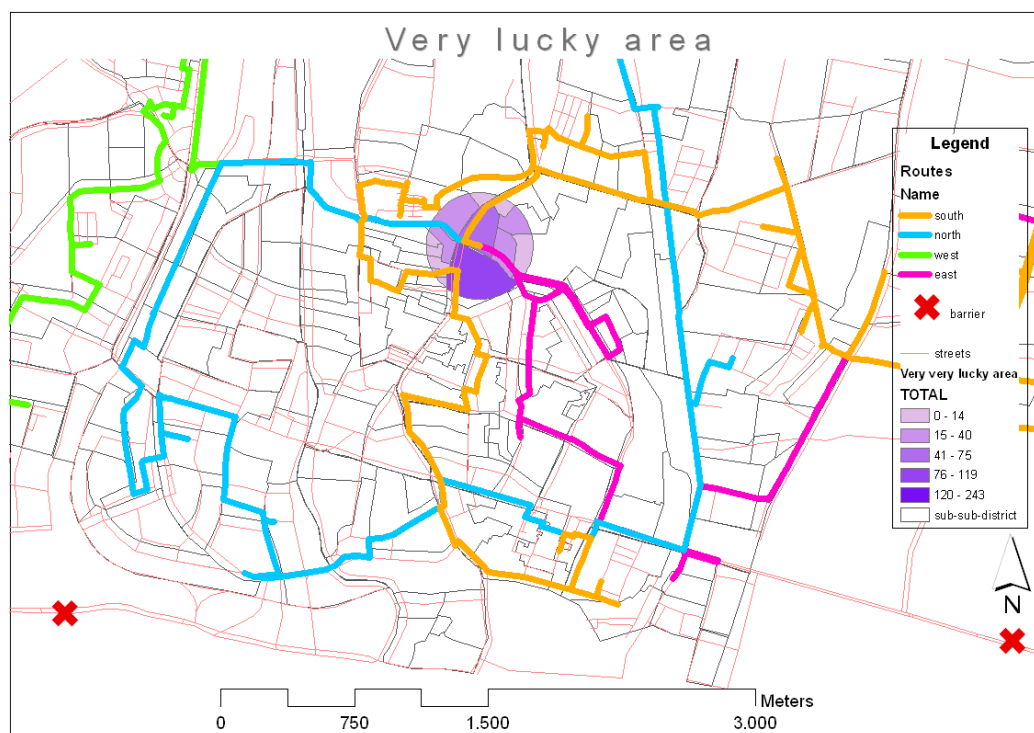 Very lucky area
Legend
Routes
Name
south
north
west
east
barrier
streets
Very very lucky area
TOTAL
0 - 14
15 - 40
41 - 75
76 - 119
120 - 243
sub-sub-district
N
Meters
0 750 1.500 3.000